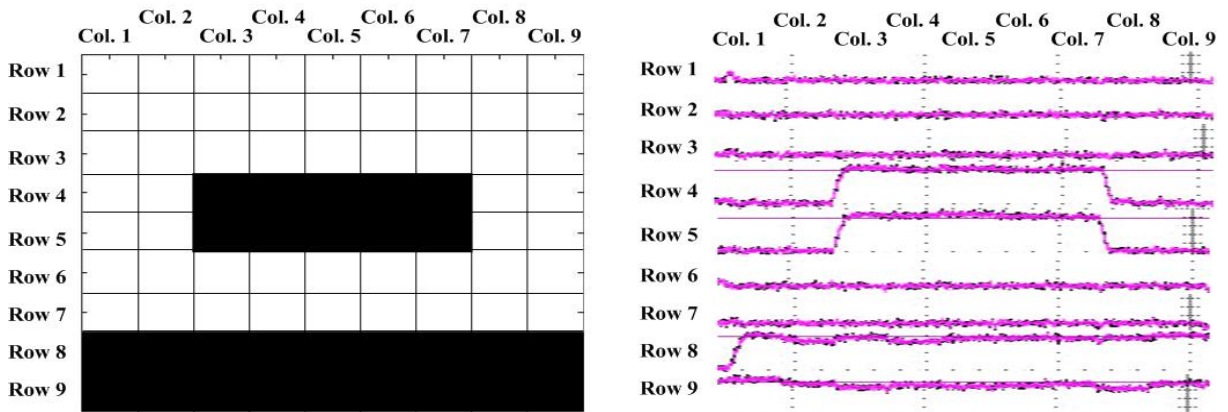 Col. 2 Col. 4 Col. 6 Col. 8
Col. 1 Col. 3 Col. 5 Col. 7 Col. 9
Row 1
Row 2
Row 3
Row 4
Row 5
Row 6
Row 7
Row 8
Row 9
Col. 2 Col. 4 Col. 6 Col. 8
Col. 1 Col. 3 Col. 5 Col. 7 Col. 9
Row 1
Row 2
Row 3
Row 4
Row 5
Row 6
Row 7
Row 8
Row 9